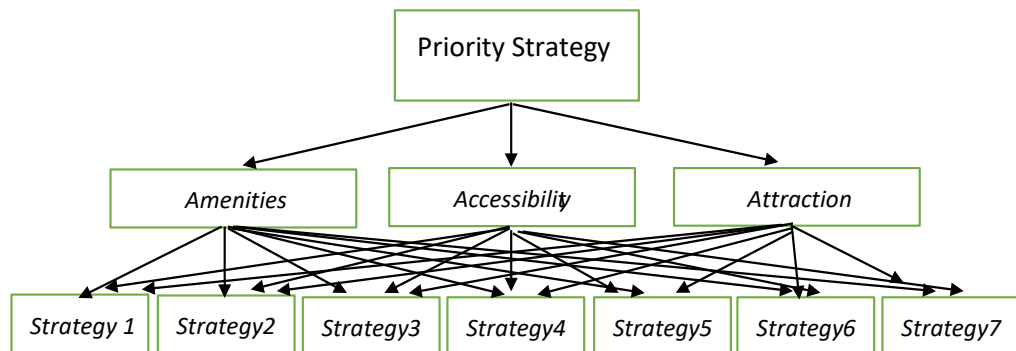 Priority Strategy
Amenities
Accessibility
Attraction
Strategy 1
Strategy2
Strategy3
Strategy4
Strategy5
Strategy6
Strategy7